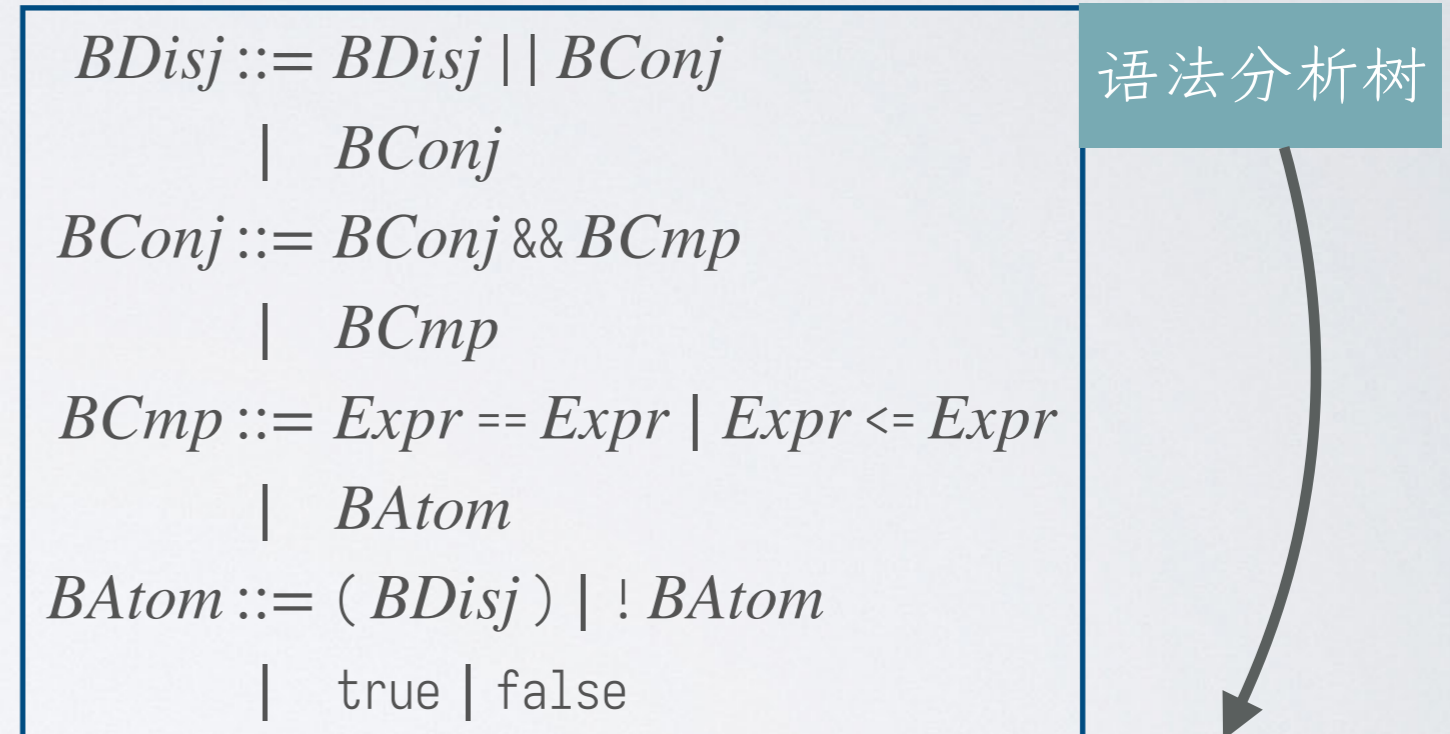 BDisj ::= BDisj || BConj
| BConj
BConj ::= BConj && BCmp
| BCmp
BCmp ::= Expr == Expr | Expr <= Expr
| BAtom
BAtom ::= ( BDisj ) | ! BAtom
| true | false
语法分析树